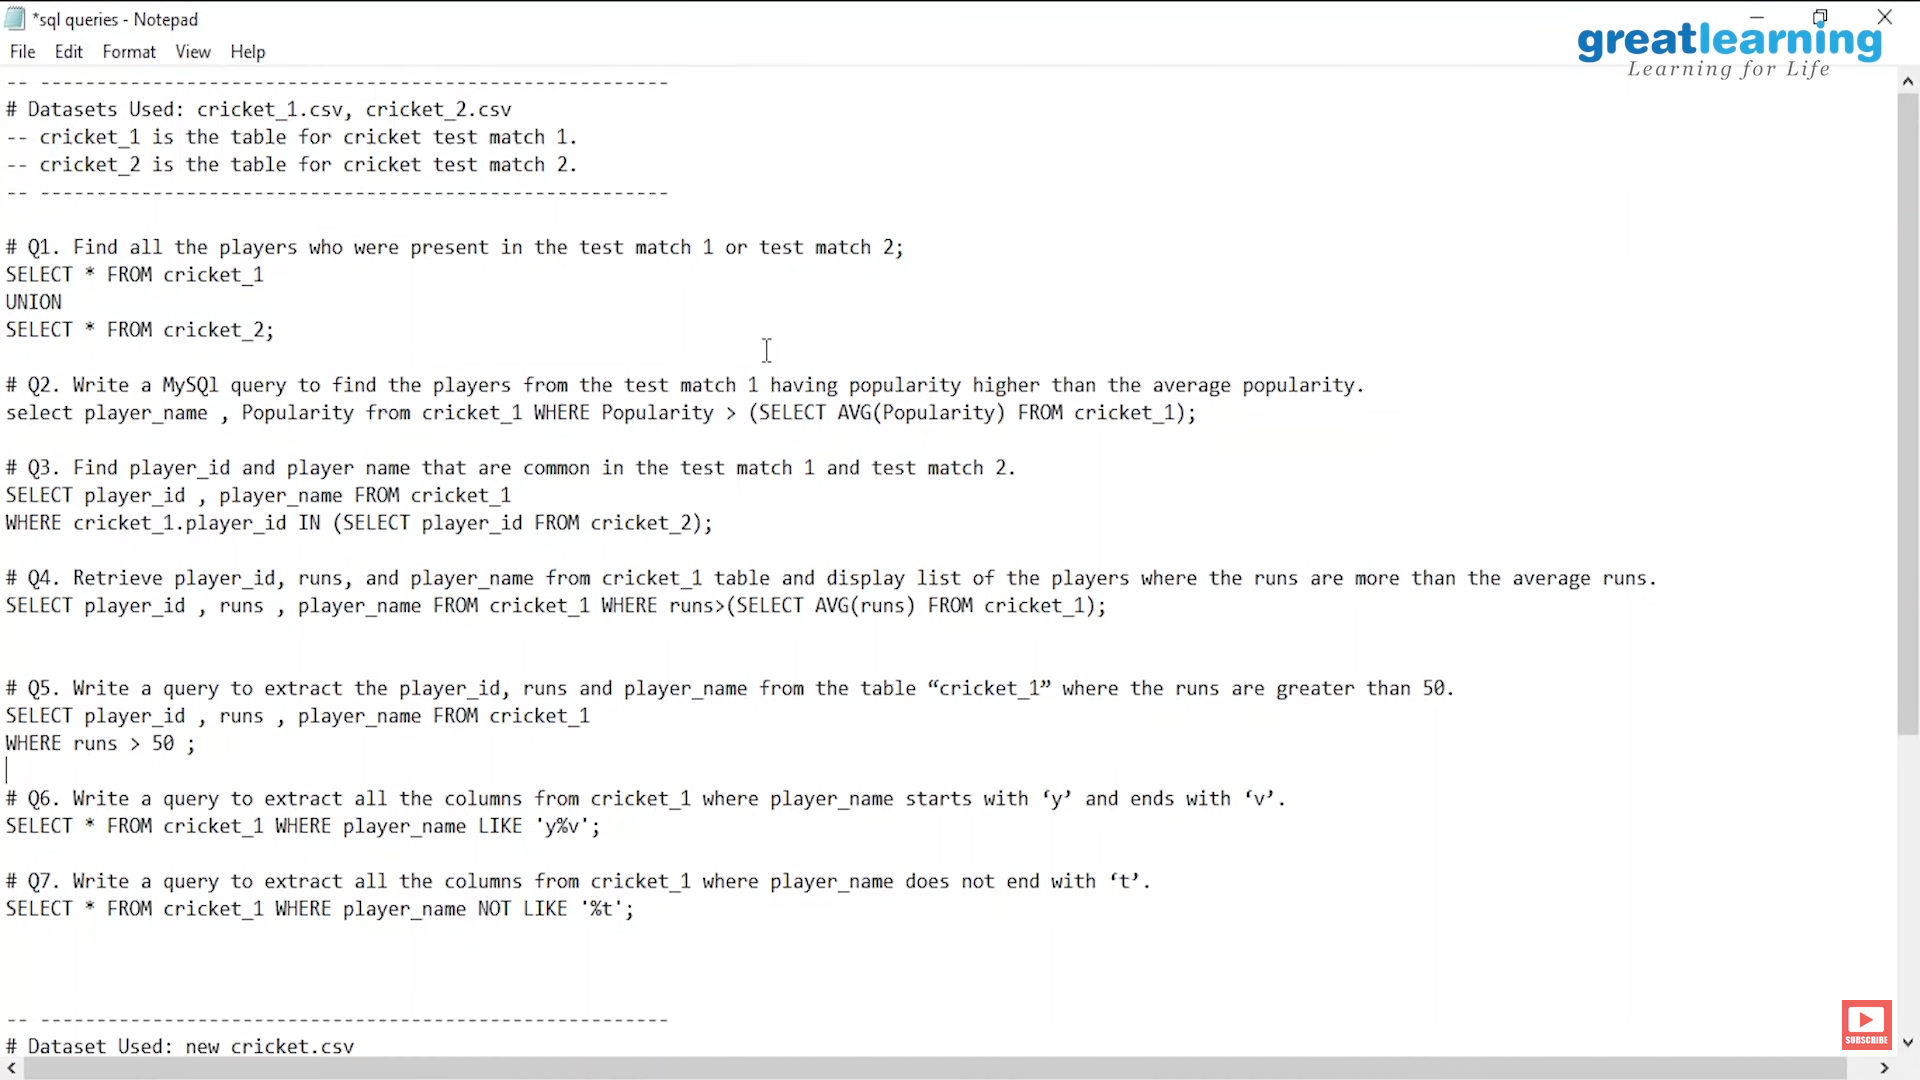 *sql queries - Notepad
greatlearning
Learning for Life
File Edit Format View Help
-- --------------------------------------------------------
# Datasets Used: cricket_1.csv, cricket_2.csv
-- cricket_1 is the table for cricket test match 1.
-- cricket_2 is the table for cricket test match 2.
-- --------------------------------------------------------
# Q1. Find all the players who were present in the test match 1 or test match 2;
SELECT * FROM cricket_1
UNION
SELECT * FROM cricket_2;
# Q2. Write a MySQl query to find the players from the test match 1 having popularity higher than the average popularity.
select player_name , Popularity from cricket_1 WHERE Popularity > (SELECT AVG(Popularity) FROM cricket_1);
# Q3. Find player_id and player name that are common in the test match 1 and test match 2.
SELECT player_id , player_name FROM cricket_1
WHERE cricket_1.player_id IN (SELECT player_id FROM cricket_2);
# Q4. Retrieve player_id, runs, and player_name from cricket_1 table and display list of the players where the runs are more than the average runs.
SELECT player_id , runs , player_name FROM cricket_1 WHERE runs>(SELECT AVG(runs) FROM cricket_1);
# Q5. Write a query to extract the player_id, runs and player_name from the table “cricket_1” where the runs are greater than 50.
SELECT player_id , runs , player_name FROM cricket_1
WHERE runs > 50 ;
# Q6. Write a query to extract all the columns from cricket_1 where player_name starts with ‘y’ and ends with ‘v’.
SELECT * FROM cricket_1 WHERE player_name LIKE 'y%v';
# Q7. Write a query to extract all the columns from cricket_1 where player_name does not end with ‘t’.
SELECT * FROM cricket_1 WHERE player_name NOT LIKE '%t';
-- --------------------------------------------------------
# Dataset Used: new_cricket.csv
SUBSCRIBE